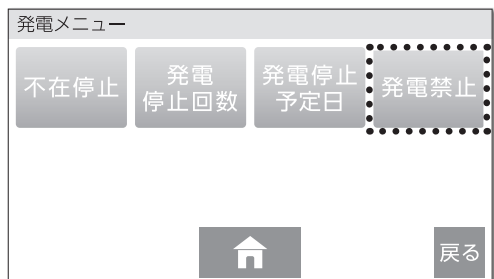 発電メニュー
不在停止
発電
停止回数
発電停止
予定日
発電禁止
戻る